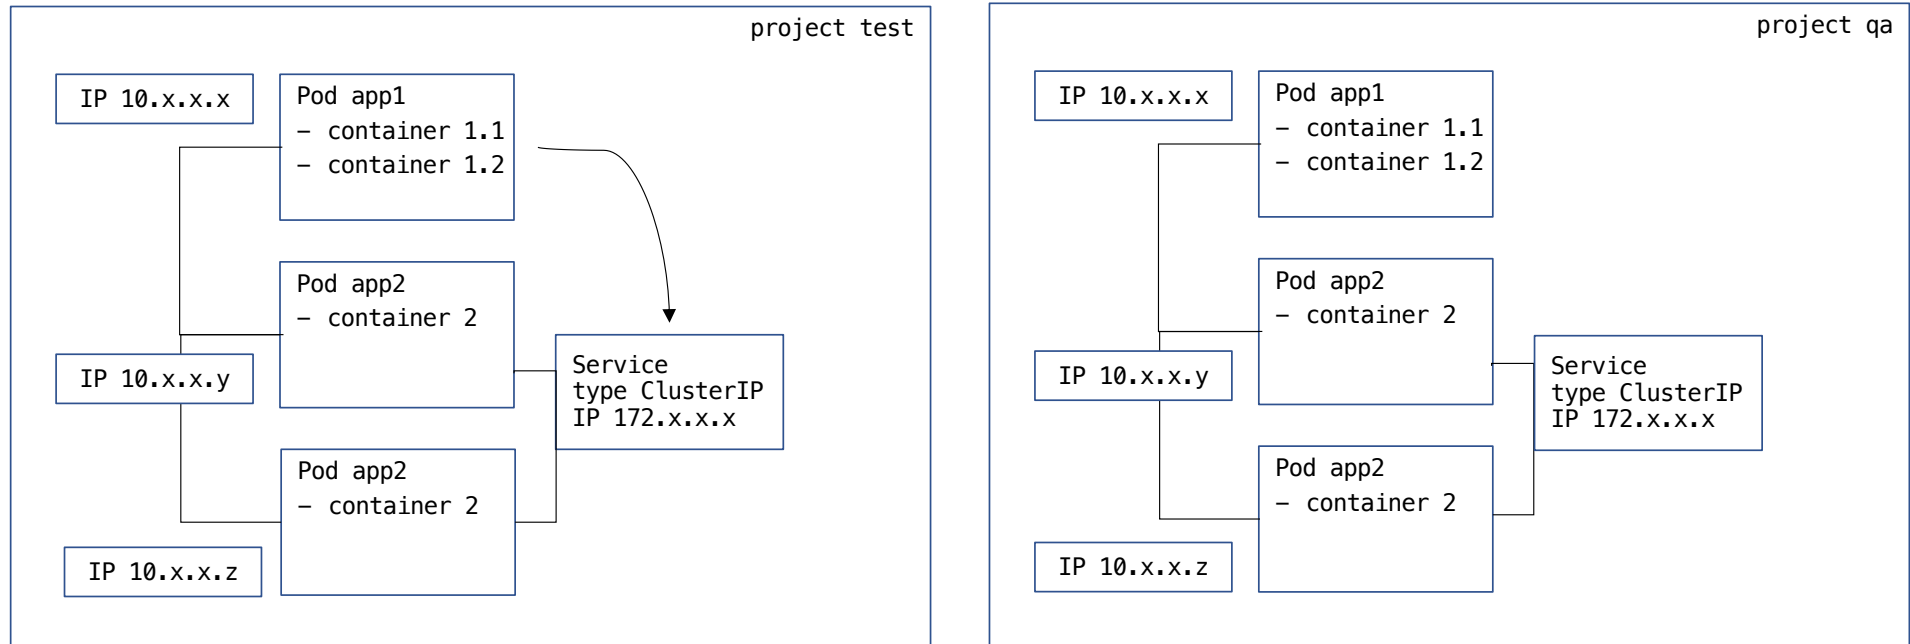 project test
IP 10.x.x.x
Pod app1
– container 1.1
– container 1.2
Pod app2
– container 2
IP 10.x.x.y
Service
type ClusterIP
IP 172.x.x.x
Pod app2
– container 2
IP 10.x.x.z
project qa
IP 10.x.x.x
Pod app1
– container 1.1
– container 1.2
Pod app2
– container 2
IP 10.x.x.y
Service
type ClusterIP
IP 172.x.x.x
Pod app2
– container 2
IP 10.x.x.z